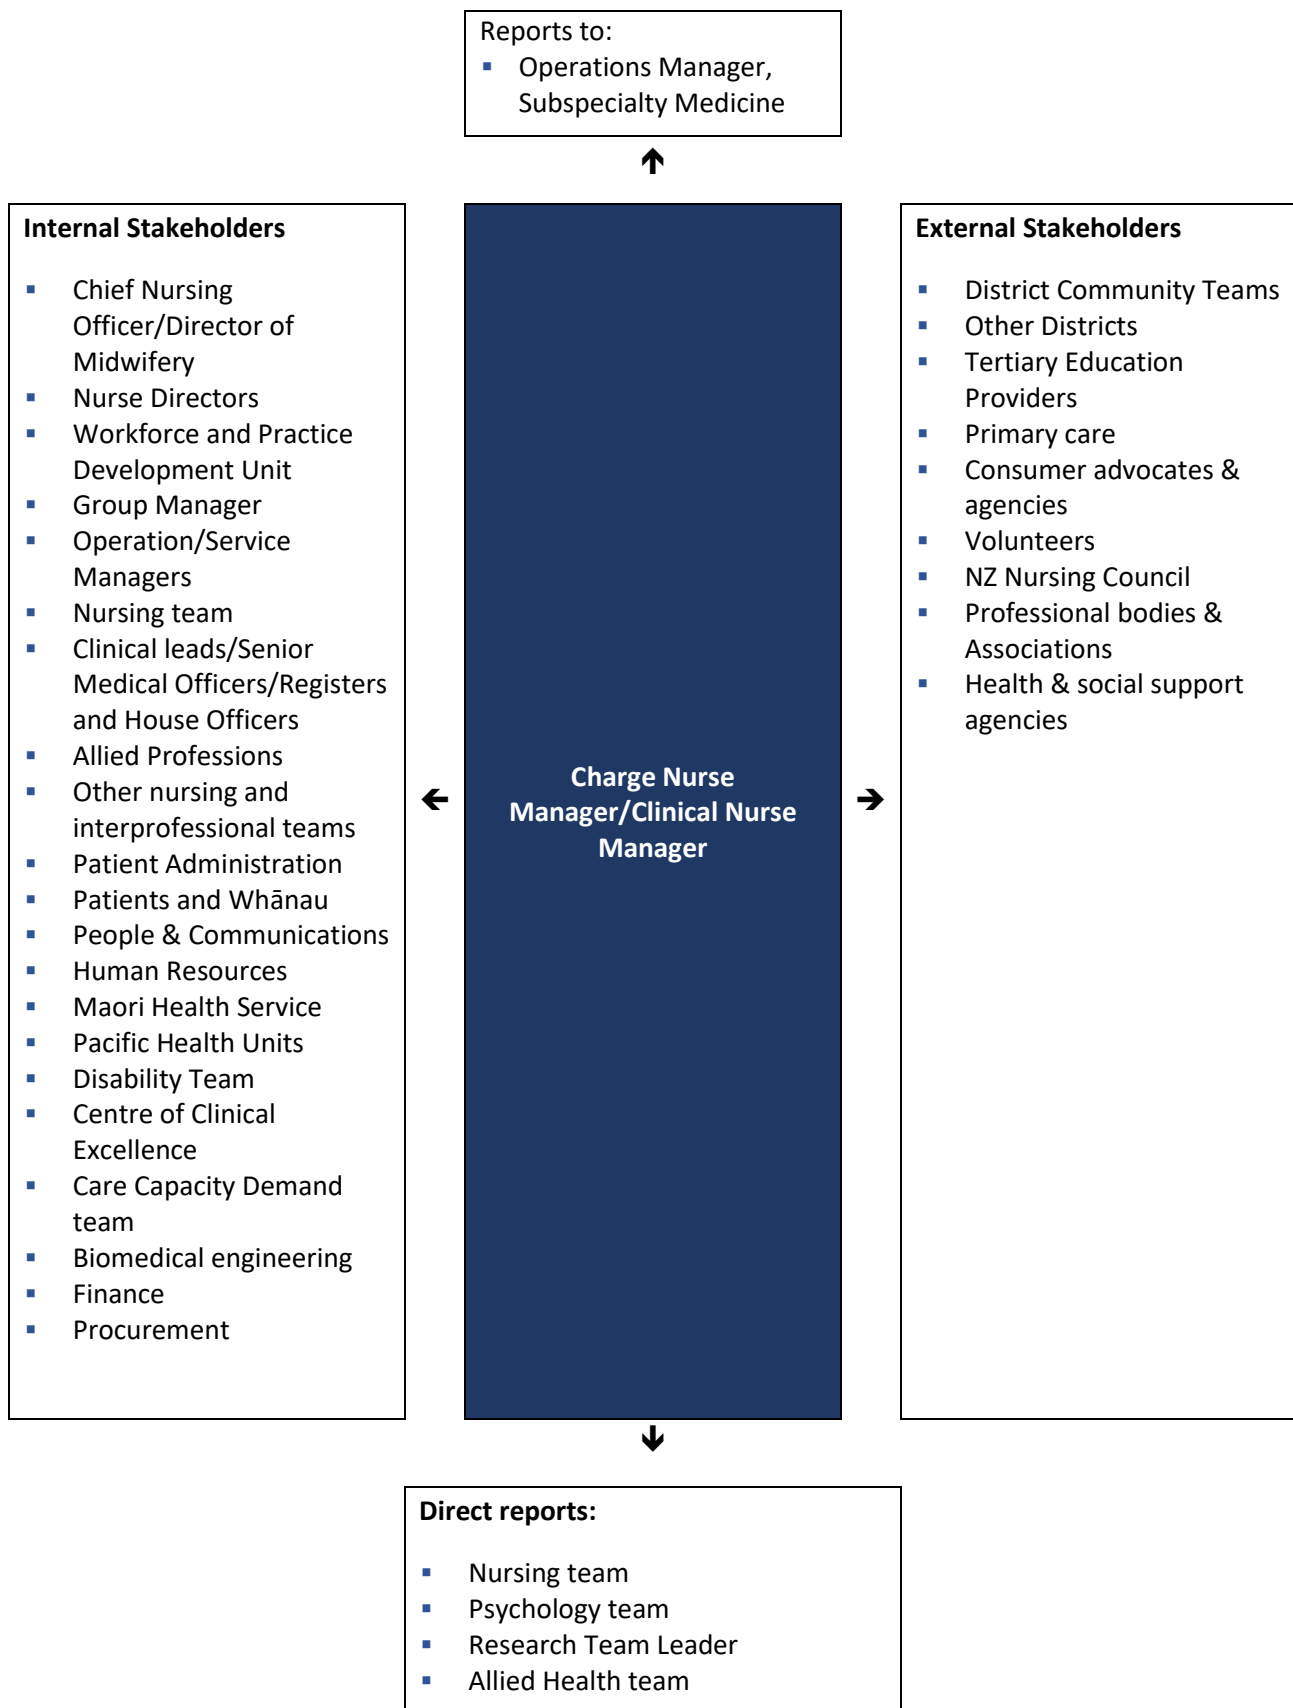 Reports to:
▪ Operations Manager,
Subspecialty Medicine
Internal Stakeholders
▪ Chief Nursing
Officer/Director of
Midwifery
▪ Nurse Directors
▪ Workforce and Practice
Development Unit
▪ Group Manager
▪ Operation/Service
Managers
▪ Nursing team
▪ Clinical leads/Senior
Medical Officers/Registers
and House Officers
▪ Allied Professions
▪ Other nursing and
interprofessional teams
▪ Patient Administration
▪ Patients and Whānau
▪ People & Communications
▪ Human Resources
▪ Maori Health Service
▪ Pacific Health Units
▪ Disability Team
▪ Centre of Clinical
Excellence
▪ Care Capacity Demand
team
▪ Biomedical engineering
▪ Finance
▪ Procurement
Charge Nurse
Manager/Clinical Nurse
Manager
External Stakeholders
▪ District Community Teams
▪ Other Districts
▪ Tertiary Education
Providers
▪ Primary care
▪ Consumer advocates &
agencies
▪ Volunteers
▪ NZ Nursing Council
▪ Professional bodies &
Associations
▪ Health & social support
agencies
Direct reports:
▪ Nursing team
▪ Psychology team
▪ Research Team Leader
▪ Allied Health team